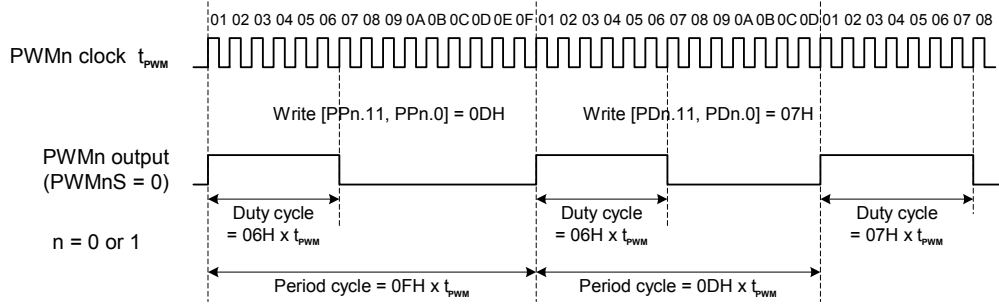 01 02 03 04 05 06 07 08 09 0A 0B 0C 0D 0E 0F 01 02 03 04 05 06 07 08 09 0A 0B 0C 0D 01 02 03 04 05 06 07 08
PWMn clock tPWM
Write [PPn.11, PPn.0] = 0DH Write [PDn.11, PDn.0] = 07H
PWMn output
(PWMnS = 0)
Duty cycle Duty cycle Duty cycle
= 06H x tPWM = 06H x tPWM = 07H x tPWM
n = 0 or 1
Period cycle = 0FH x tPWM Period cycle = 0DH x tPWM